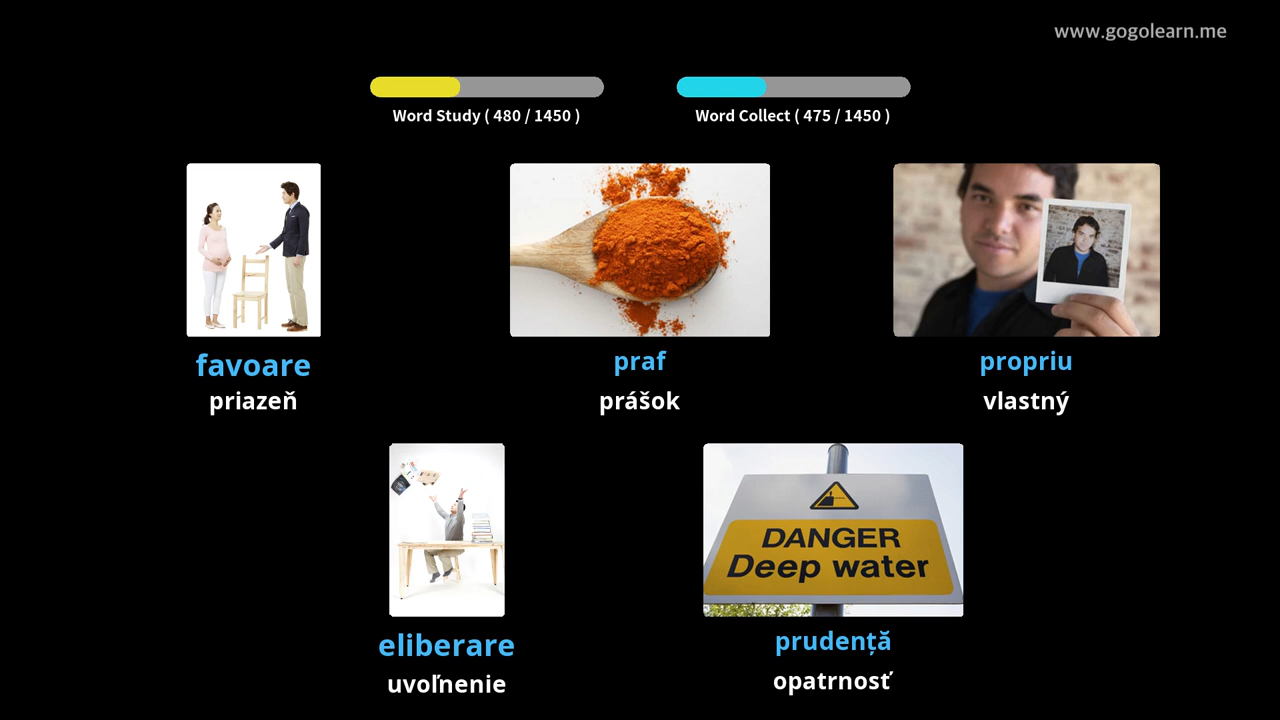 www.gogolearn.me
Word Study ( 480 / 1450 )
Word Collect ( 475 / 1450 )
favoare
priazeň
praf
prášok
propriu
vlastný
eliberare
uvoľnenie
DANGER
Deep water
prudență
opatrnosť